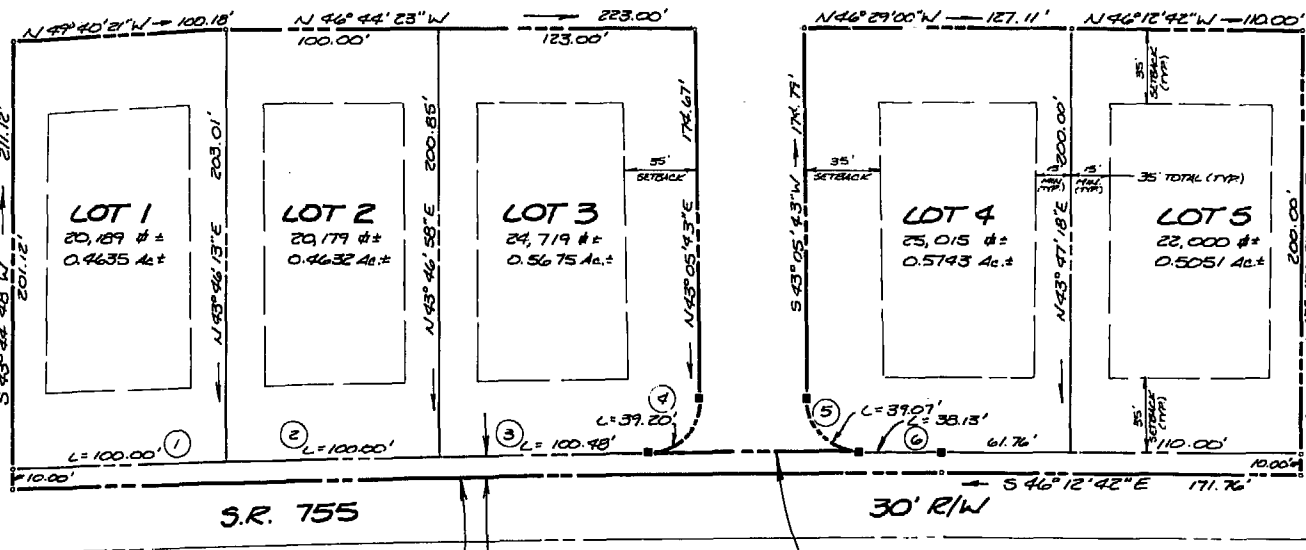 N 49° 40' 21" W 100.18'
N 46° 44' 23" W 223.00'
100.00'
123.00'
N 46° 29' 00" W 127.11'
N 46° 12' 42" W 110.00'
211.12'
201.12'
S 43° 44' 48" W
LOT 1
20,189 ⌀ ±
0.4635 Ac.±
203.01'
N 43° 46' 13" E
LOT 2
20,179 ⌀ ±
0.4632 Ac.±
200.85'
N 43° 46' 58" E
LOT 3
24,719 ⌀ ±
0.5675 Ac.±
35'
SETBACK
174.67'
N 43° 05' 43" E
S 43° 05' 43" W 174.79'
35'
SETBACK
LOT 4
25,015 ⌀ ±
0.5743 Ac.±
15'
MIN.
(TYP.)
15'
MIN.
(TYP.)
35' TOTAL (TYP.)
200.00'
N 43° 47' 18" E
35'
SETBACK
(TYP.)
LOT 5
22,000 ⌀ ±
0.5051 Ac.±
200.00'
35'
SETBACK
(TYP.)
L=100.00' 1
2 L=100.00'
3 L=100.48'
L=39.20' 4
5 L=39.07'
L=38.13'
6
61.76'
110.00'
10.00'
10.00'
S 46° 12' 42" E 171.76'
S.R. 755
30' R/W